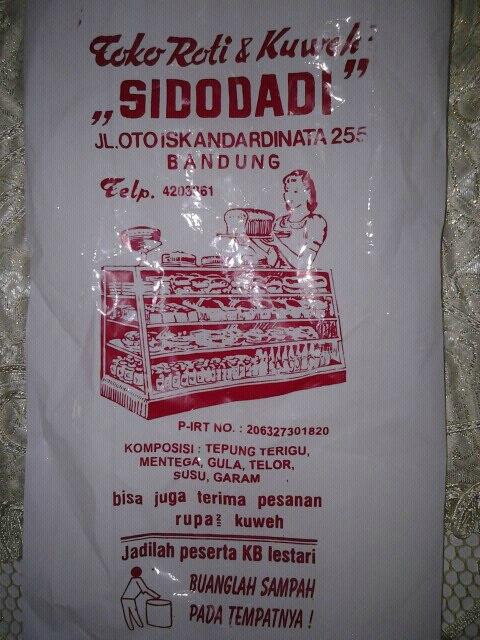 Toko Roti & Kuweh²
„SIDODADI”
JL.OTO ISKANDARDINATA 255
BANDUNG
Telp. 4203361
P-IRT NO. : 206327301820
KOMPOSISI : TEPUNG TERIGU,
MENTEGA, GULA, TELOR,
SUSU, GARAM
bisa juga terima pesanan
rupa² kuweh
Jadilah peserta KB lestari
BUANGLAH SAMPAH
PADA TEMPATNYA !